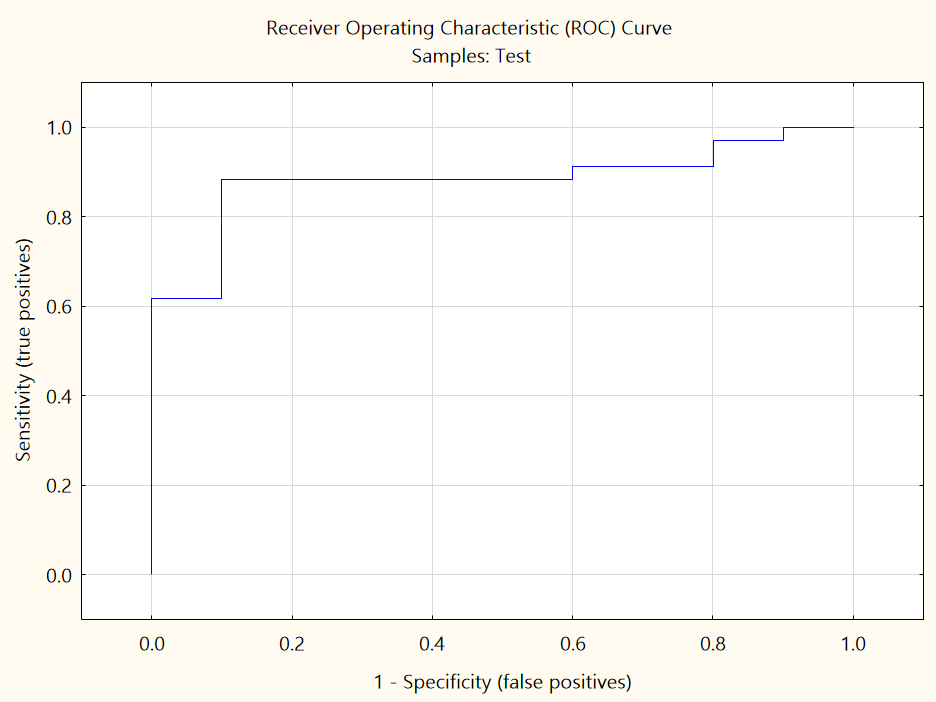 Receiver Operating Characteristic (ROC) Curve
Samples: Test
Sensitivity (true positives)
1.0
0.8
0.6
0.4
0.2
0.0
0.0 0.2 0.4 0.6 0.8 1.0
1 - Specificity (false positives)